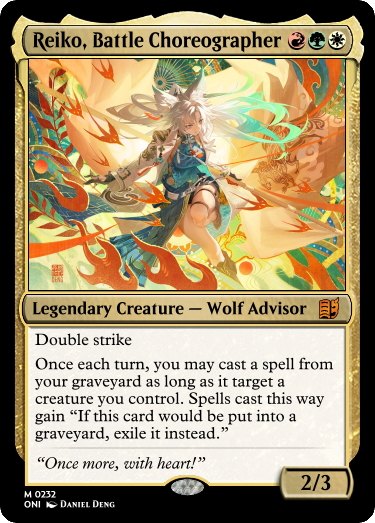 Reiko, Battle Choreographer
Legendary Creature — Wolf Advisor
Double strike
Once each turn, you may cast a spell from
your graveyard as long as it target a
creature you control. Spells cast this way
gain “If this card would be put into a
graveyard, exile it instead.”
“Once more, with heart!”
2/3
M 0232
ONI DANIEL DENG